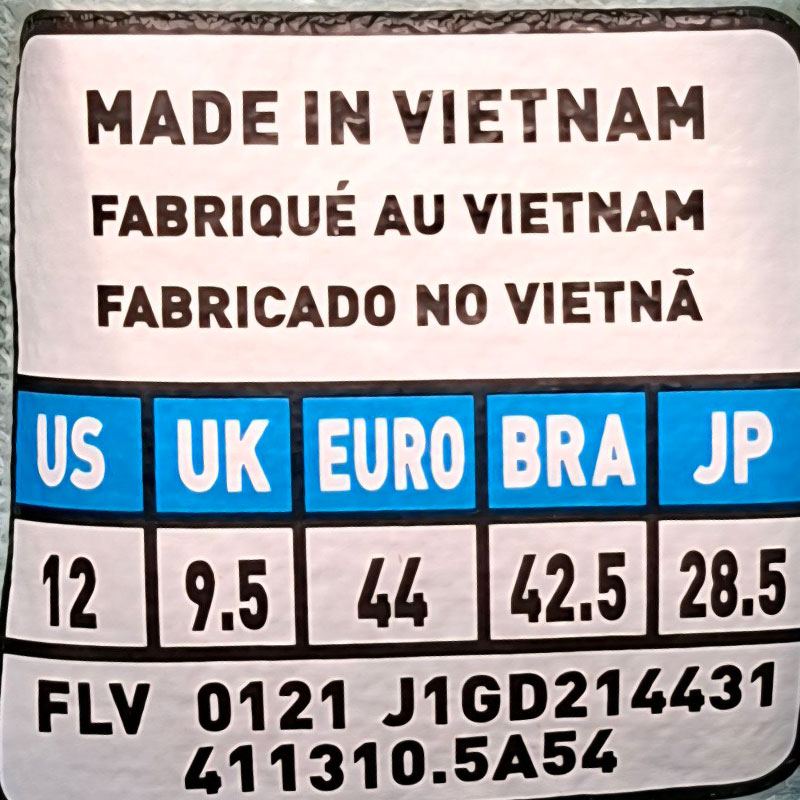 MADE IN VIETNAM
FABRIQUÉ AU VIETNAM
FABRICADO NO VIETNÃ
US UK EURO BRA JP
12 9.5 44 42.5 28.5
FLV 0121 J1GD214431
411310.5A54